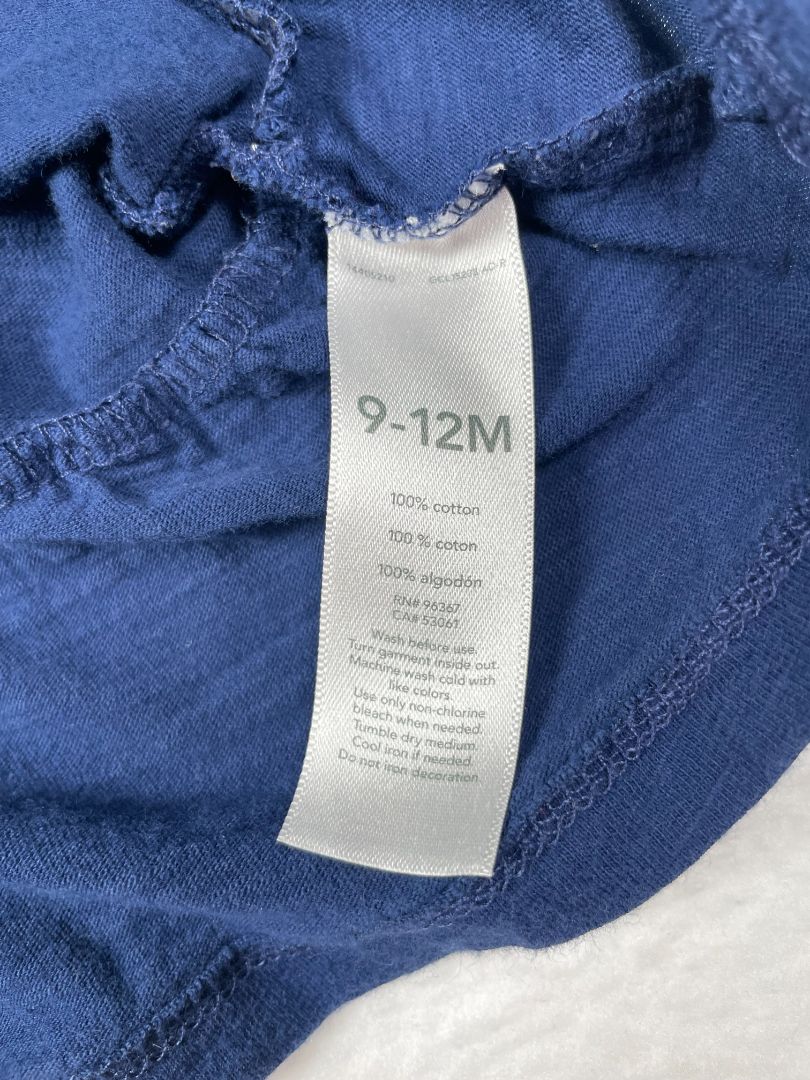 9-12M
100% cotton
100 % coton
100% algodón
RN# 96367
CA# 53061
Wash before use.
Turn garment inside out.
Machine wash cold with
like colors.
Use only non-chlorine
bleach when needed.
Tumble dry medium.
Cool iron if needed.
Do not iron decoration.